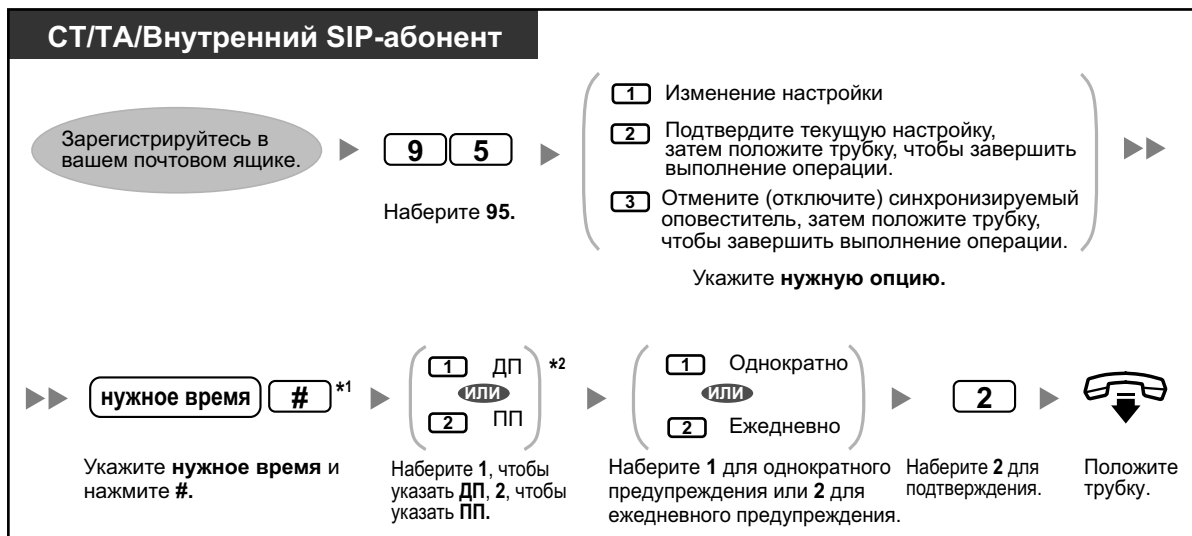 СТ/ТА/Внутренний SIP-абонент
Зарегистрируйтесь в
вашем почтовом ящике.
9 5
Наберите 95.
1 Изменение настройки
2 Подтвердите текущую настройку,
затем положите трубку, чтобы завершить
выполнение операции.
3 Отмените (отключите) синхронизируемый
оповеститель, затем положите трубку,
чтобы завершить выполнение операции.
Укажите нужную опцию.
нужное время # *1
Укажите нужное время и
нажмите #.
1 ДП *2
ИЛИ
2 ПП
Наберите 1, чтобы
указать ДП, 2, чтобы
указать ПП.
1 Однократно
ИЛИ
2 Ежедневно
Наберите 1 для однократного
предупреждения или 2 для
ежедневного предупреждения.
2
Наберите 2 для
подтверждения.
Положите
трубку.